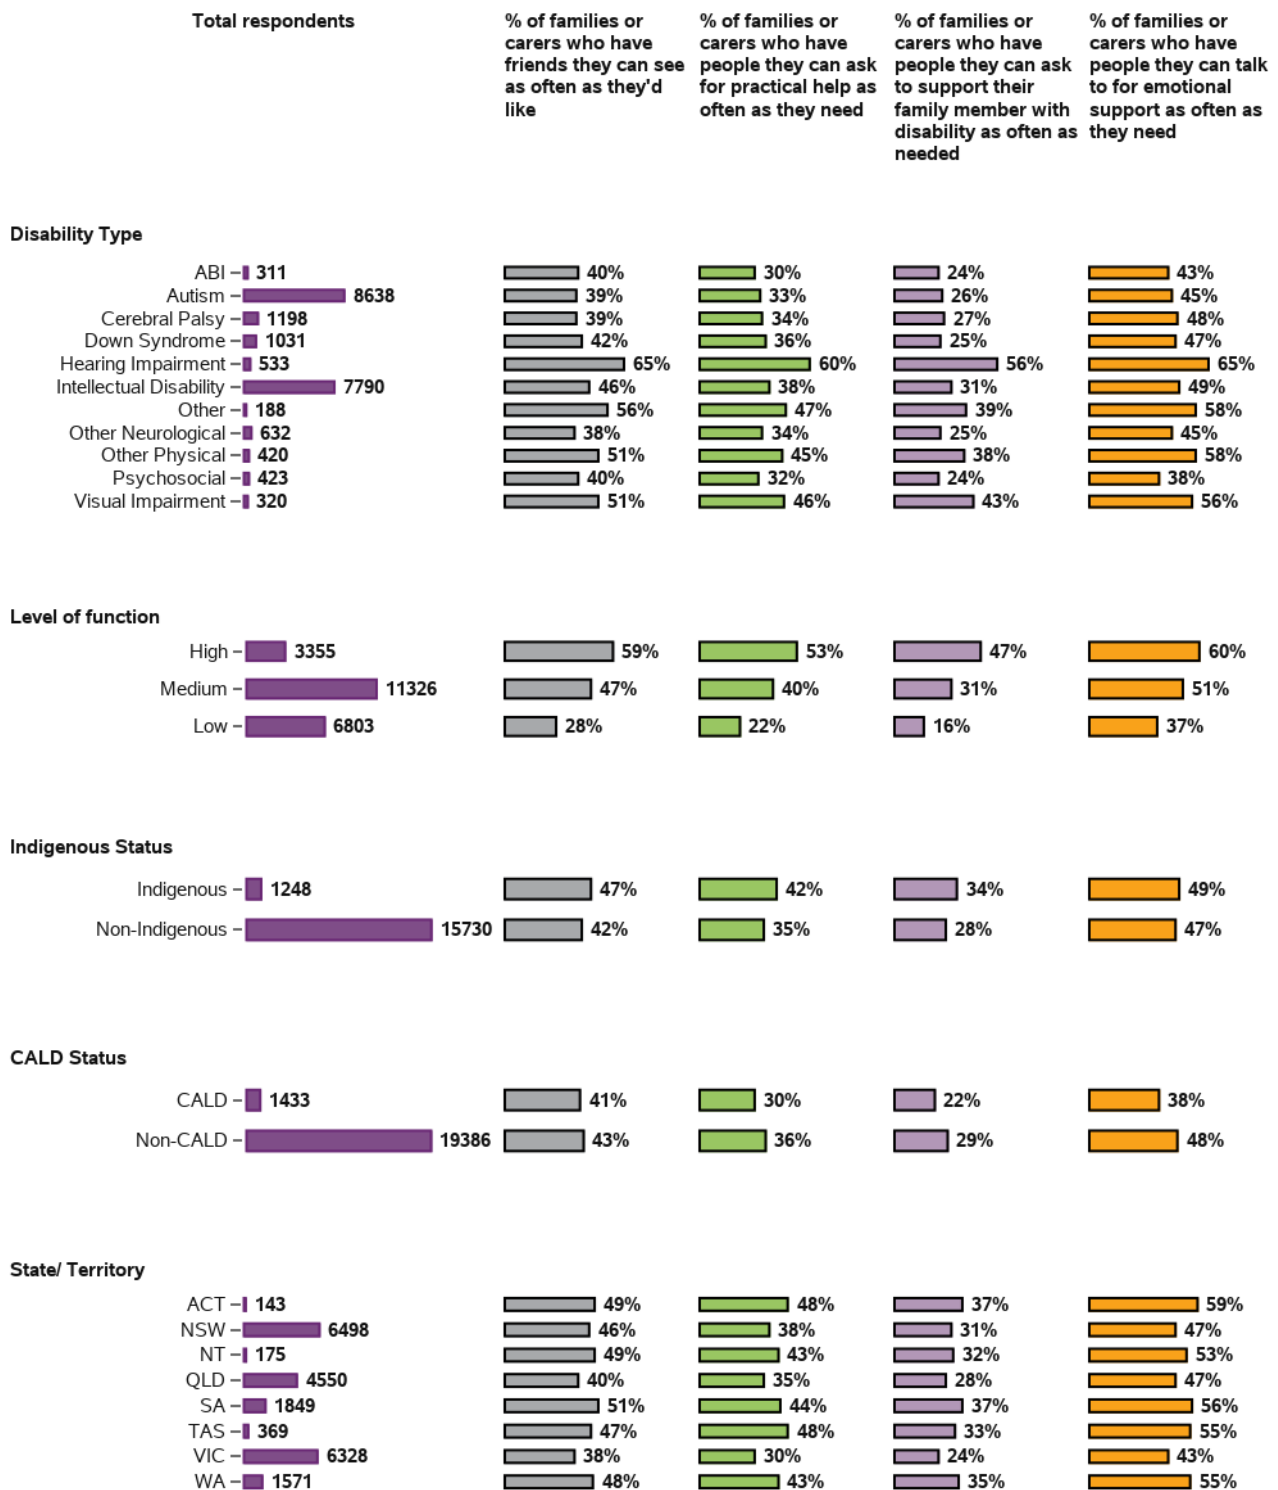 Total respondents
% of families or carers who have friends they can see as often as they'd like
% of families or carers who have people they can ask for practical help as often as they need
% of families or carers who have people they can ask to support their family member with disability as often as needed
% of families or carers who have people they can talk to for emotional support as often as they need
Disability Type
ABI 311 40% 30% 24% 43%
Autism 8638 39% 33% 26% 45%
Cerebral Palsy 1198 39% 34% 27% 48%
Down Syndrome 1031 42% 36% 25% 47%
Hearing Impairment 533 65% 60% 56% 65%
Intellectual Disability 7790 46% 38% 31% 49%
Other 188 56% 47% 39% 58%
Other Neurological 632 38% 34% 25% 45%
Other Physical 420 51% 45% 38% 58%
Psychosocial 423 40% 32% 24% 38%
Visual Impairment 320 51% 46% 43% 56%
Level of function
High 3355 59% 53% 47% 60%
Medium 11326 47% 40% 31% 51%
Low 6803 28% 22% 16% 37%
Indigenous Status
Indigenous 1248 47% 42% 34% 49%
Non-Indigenous 15730 42% 35% 28% 47%
CALD Status
CALD 1433 41% 30% 22% 38%
Non-CALD 19386 43% 36% 29% 48%
State/ Territory
ACT 143 49% 48% 37% 59%
NSW 6498 46% 38% 31% 47%
NT 175 49% 43% 32% 53%
QLD 4550 40% 35% 28% 47%
SA 1849 51% 44% 37% 56%
TAS 369 47% 48% 33% 55%
VIC 6328 38% 30% 24% 43%
WA 1571 48% 43% 35% 55%